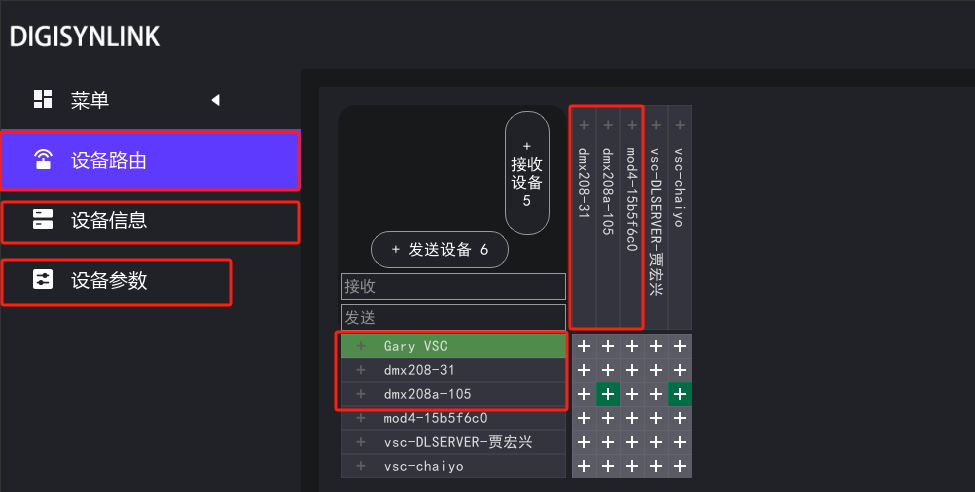 DIGISYNLINK
菜单
设备路由
设备信息
设备参数
+
接收
设备
5
+ 发送设备 6
接收
发送
+ dmx208-31
+ dmx208a-105
+ mod4-15b5f6c0
+ vsc-DLSERVER-贾宏兴
+ vsc-chaiyo
+ Gary VSC + + + + +
+ dmx208-31 + + + + +
+ dmx208a-105 + + + + +
+ mod4-15b5f6c0 + + + + +
+ vsc-DLSERVER-贾宏兴 + + + + +
+ vsc-chaiyo + + + + +